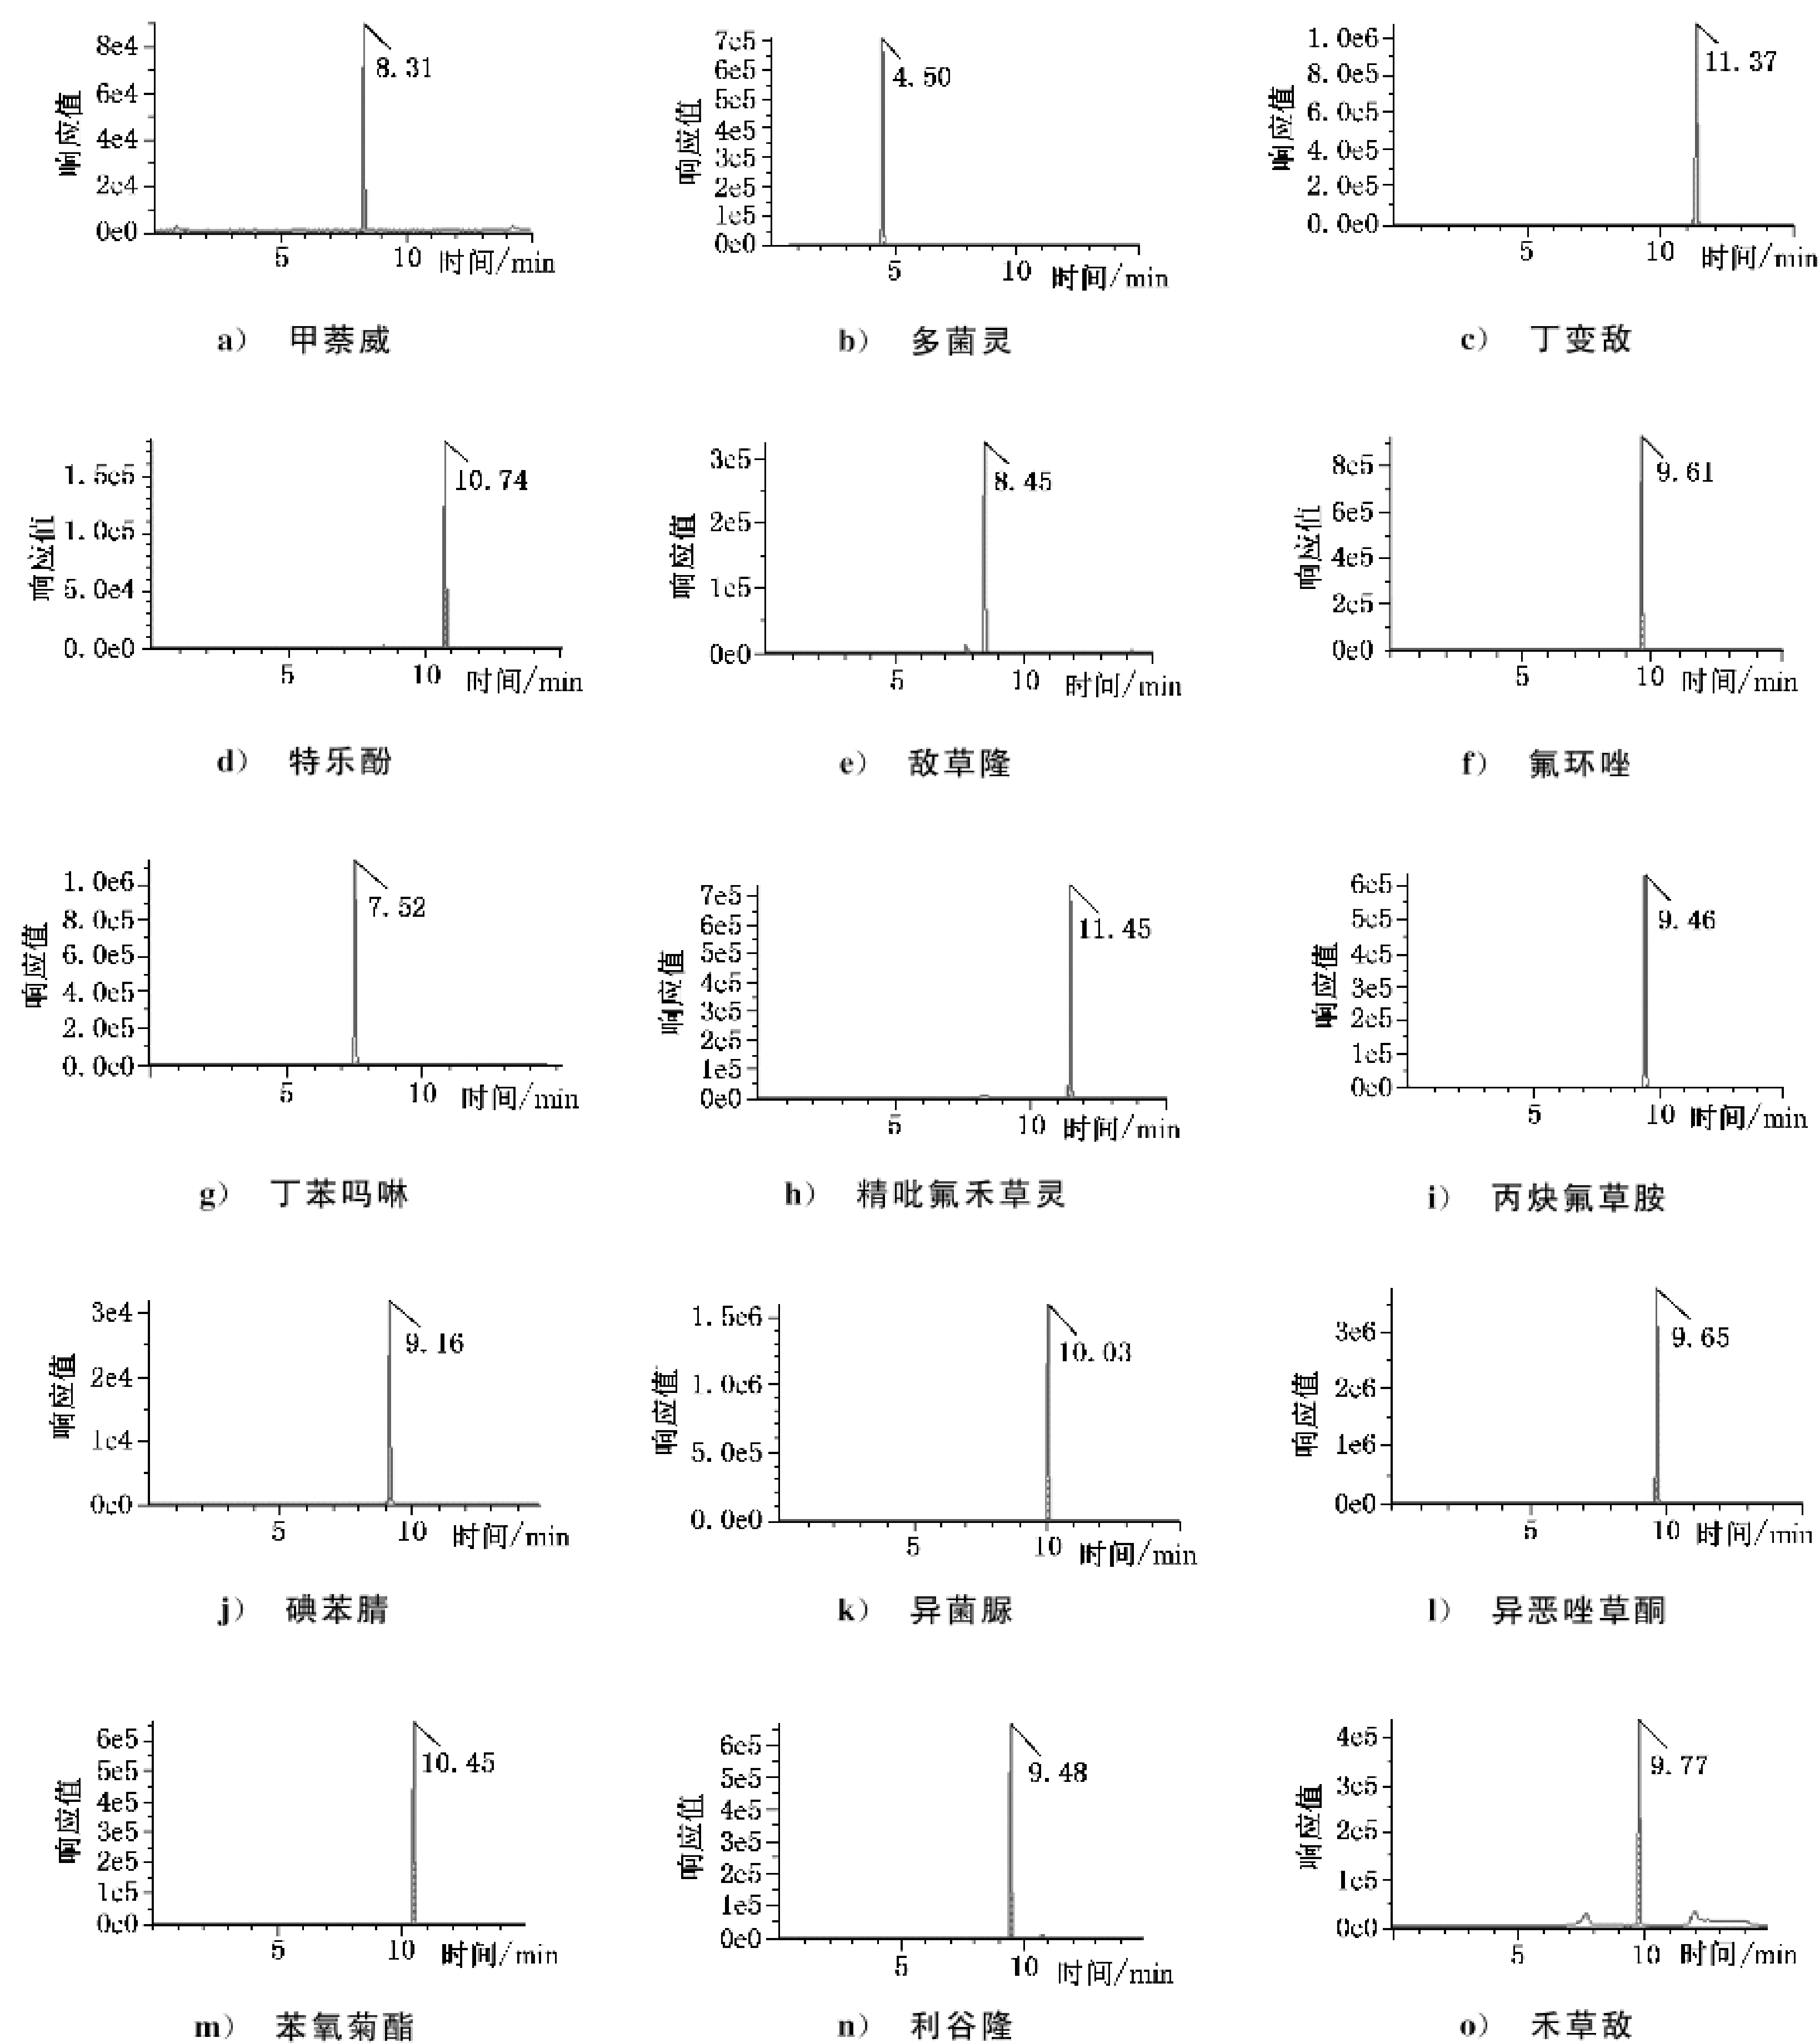 响应值
8e4
6e4
4e4
2e4
0e0
8.31
5
10
时间/min
a) 甲萘威
响应值
7e5
6e5
5e5
4e5
3e5
2e5
1e5
0e0
4.50
5
10
时间/min
b) 多菌灵
响应值
1.0e6
8.0e5
6.0e5
4.0e5
2.0e5
0.0e0
11.37
5
10
时间/min
c) 丁变敌
响应值
1.5e5
1.0e5
5.0e4
0.0e0
10.74
5
10
时间/min
d) 特乐酚
响应值
3e5
2e5
1e5
0e0
8.45
5
10
时间/min
e) 敌草隆
响应值
8e5
6e5
4e5
2e5
0e0
9.61
5
10
时间/min
f) 氟环唑
响应值
1.0e6
8.0e5
6.0e5
4.0e5
2.0e5
0.0e0
7.52
5
10
时间/min
g) 丁苯吗啉
响应值
7e5
6e5
5e5
4e5
3e5
2e5
1e5
0e0
11.45
5
10
时间/min
h) 精吡氟禾草灵
响应值
6e5
5e5
4e5
3e5
2e5
1e5
0e0
9.46
5
10
时间/min
i) 丙炔氟草胺
响应值
3e4
2e4
1e4
0e0
9.16
5
10
时间/min
j) 碘苯腈
响应值
1.5e6
1.0e6
5.0e5
0.0e0
10.03
5
10
时间/min
k) 异菌脲
响应值
3e6
2e6
1e6
0e0
9.65
5
10
时间/min
l) 异恶唑草酮
响应值
6e5
5e5
4e5
3e5
2e5
1e5
0e0
10.45
5
10
时间/min
m) 苯氧菊酯
响应值
6e5
5e5
4e5
3e5
2e5
1e5
0e0
9.48
5
10
时间/min
n) 利谷隆
响应值
4e5
3e5
2e5
1e5
0e0
9.77
5
10
时间/min
o) 禾草敌